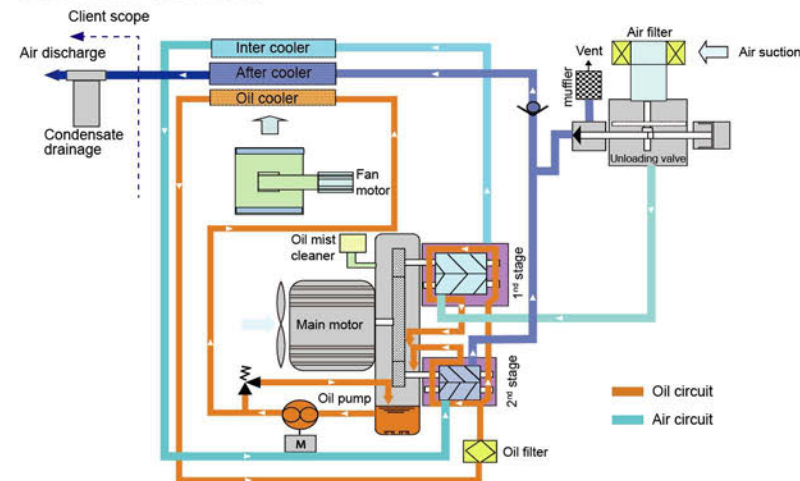 Client scope
Air discharge
Condensate
drainage
Inter cooler
After cooler
Oil cooler
Fan
motor
Vent
muffler
Air filter
Air suction
Unloading valve
Oil mist
cleaner
1nd stage
Main motor
2nd stage
Oil pump
M
Oil filter
Oil circuit
Air circuit